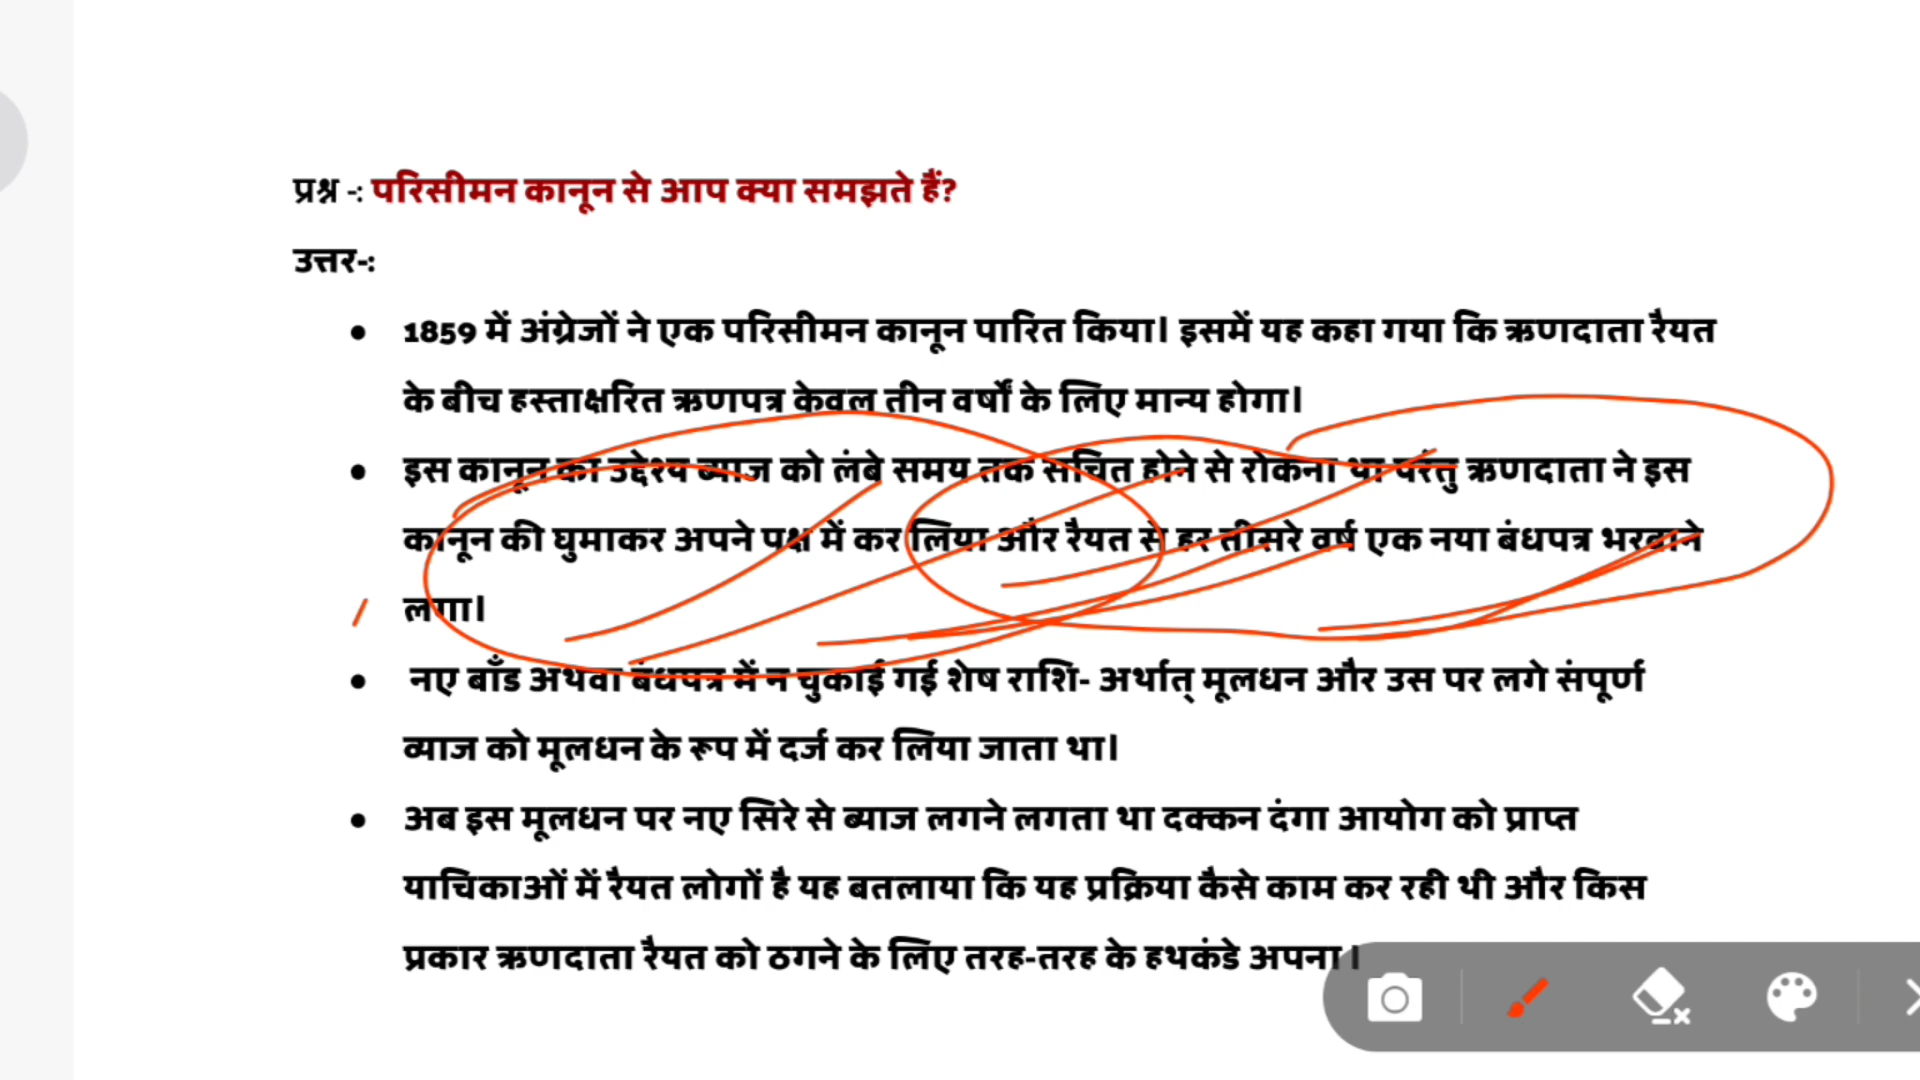 प्रश्न -: परिसीमन कानून से आप क्या समझते हैं?
उत्तर-:
● 1859 में अंग्रेजों ने एक परिसीमन कानून पारित किया। इसमें यह कहा गया कि ऋणदाता रैयत
के बीच हस्ताक्षरित ऋणपत्र केवल तीन वर्षों के लिए मान्य होगा।
● इस कानून का उद्देश्य ब्याज को लंबे समय तक संचित होने से रोकना था परंतु ऋणदाता ने इस
कानून की घुमाकर अपने पक्ष में कर लिया और रैयत से हर तीसरे वर्ष एक नया बंधपत्र भरवाने
लगा।
● नए बॉंड अथवा बंधपत्र में न चुकाई गई शेष राशि- अर्थात् मूलधन और उस पर लगे संपूर्ण
व्याज को मूलधन के रूप में दर्ज कर लिया जाता था।
● अब इस मूलधन पर नए सिरे से ब्याज लगने लगता था दक्कन दंगा आयोग को प्राप्त
याचिकाओं में रैयत लोगों है यह बतलाया कि यह प्रक्रिया कैसे काम कर रही थी और किस
प्रकार ऋणदाता रैयत को ठगने के लिए तरह-तरह के हथकंडे अपना।